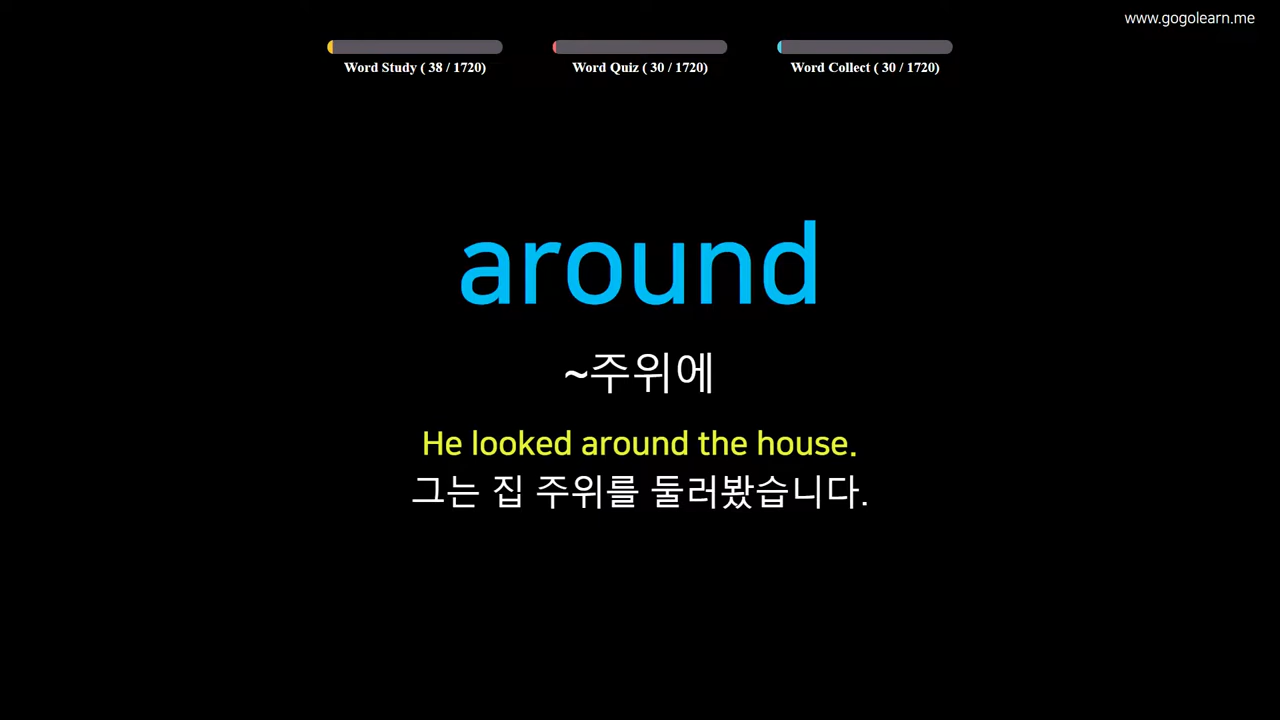 www.gogolearn.me
Word Study ( 38 / 1720)
Word Quiz ( 30 / 1720)
Word Collect ( 30 / 1720)
around
~주위에
He looked around the house.
그는 집 주위를 둘러봤습니다.